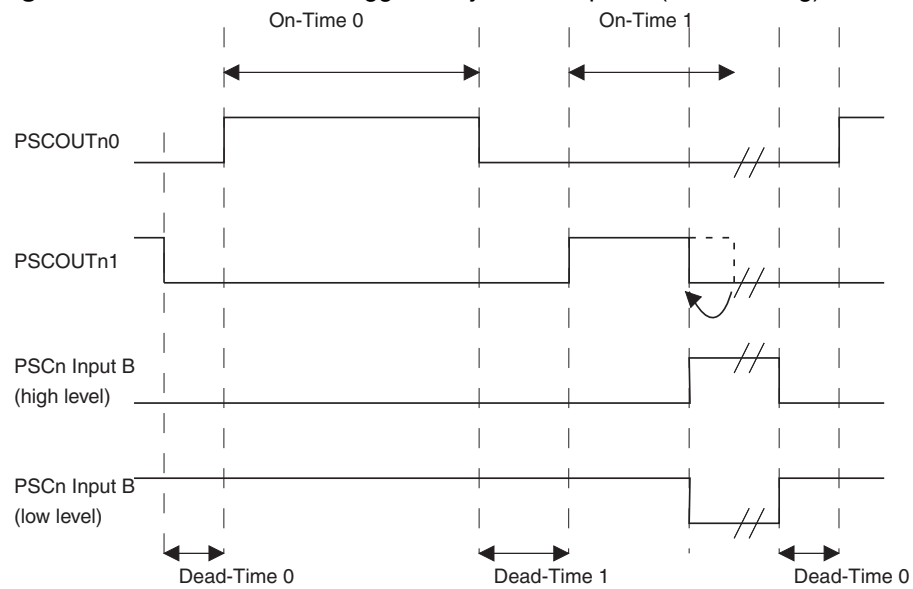 On-Time 0
On-Time 1
PSCOUTn0
PSCOUTn1
PSCn Input B
(high level)
PSCn Input B
(low level)
Dead-Time 0
Dead-Time 1
Dead-Time 0